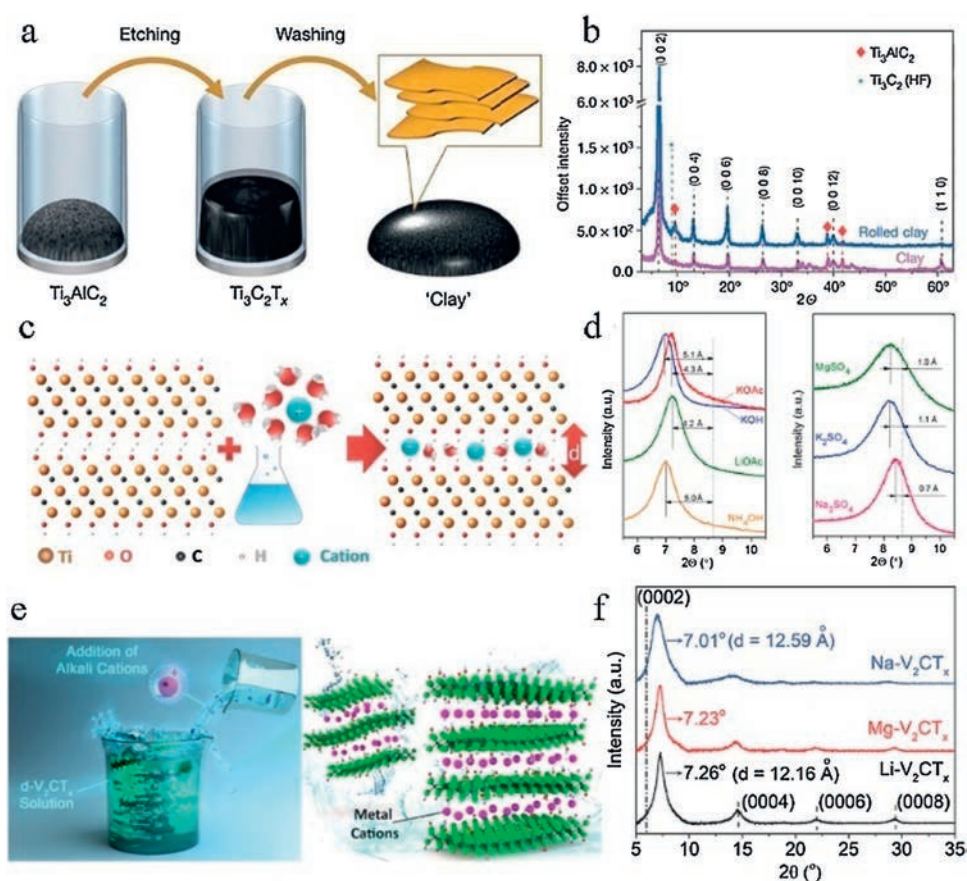 a
Etching
Washing
Ti₃AlC₂
Ti₃C₂Tₓ
'Clay'
b
Offset intensity
8.0 × 10³
6.0 × 10³
1.5 × 10³
1.0 × 10³
5.0 × 10²
0.0
(0 0 2)
(0 0 4)
(0 0 6)
(0 0 8)
(0 0 10)
(0 0 12)
(1 1 0)
Ti₃AlC₂
Ti₃C₂ (HF)
Rolled clay
Clay
10° 20° 30° 40° 50° 60°
2Θ
c
d
Ti O C H Cation
d
Intensity (a.u.)
5.1 Å
4.3 Å
KOAc
KOH
4.2 Å
LiOAc
5.0 Å
NH₄OH
6 7 8 9 10
2Θ (°)
Intensity (a.u.)
MgSO₄
K₂SO₄
1.1 Å
Na₂SO₄
0.7 Å
6 7 8 9 10
2Θ (°)
e
Addition of
Alkali Cations
d-V₂CTₓ
Solution
Metal
Cations
f
Intensity (a.u.)
(0002)
7.01° (d = 12.59 Å)
Na-V₂CTₓ
7.23°
Mg-V₂CTₓ
7.26° (d = 12.16 Å)
Li-V₂CTₓ
(0004)
(0006)
(0008)
5 10 15 20 25 30 35
2θ (°)